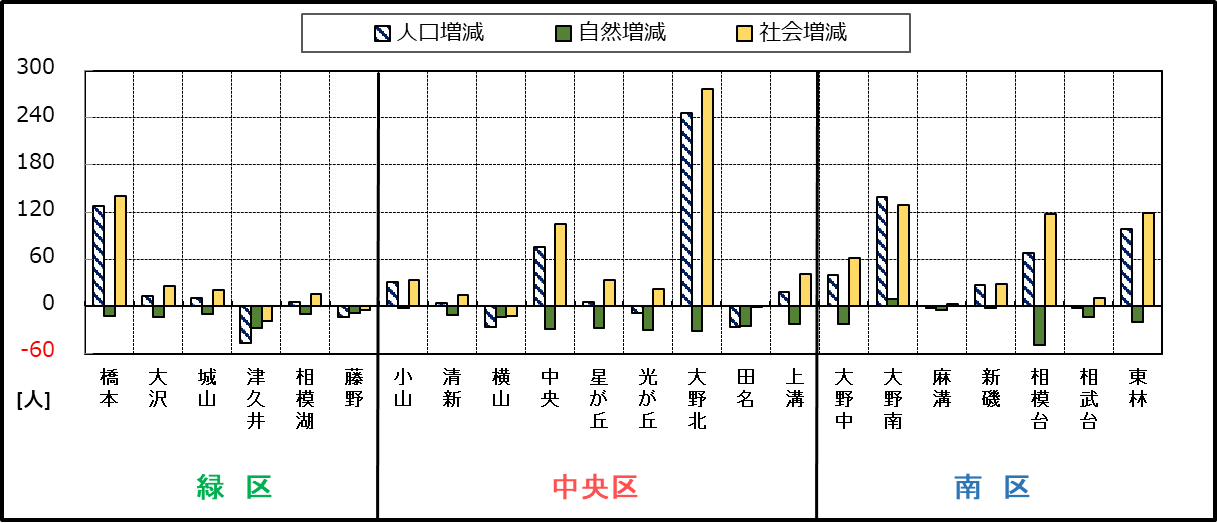 人口増減 自然増減 社会増減
300
240
180
120
60
0
-60
[人]
橋本 大沢 城山 津久井 相模湖 藤野 小山 清新 横山 中央 星が丘 光が丘 大野北 田名 上溝 大野中 大野南 麻溝 新磯 相模台 相武台 東林
緑 区 中央区 南 区